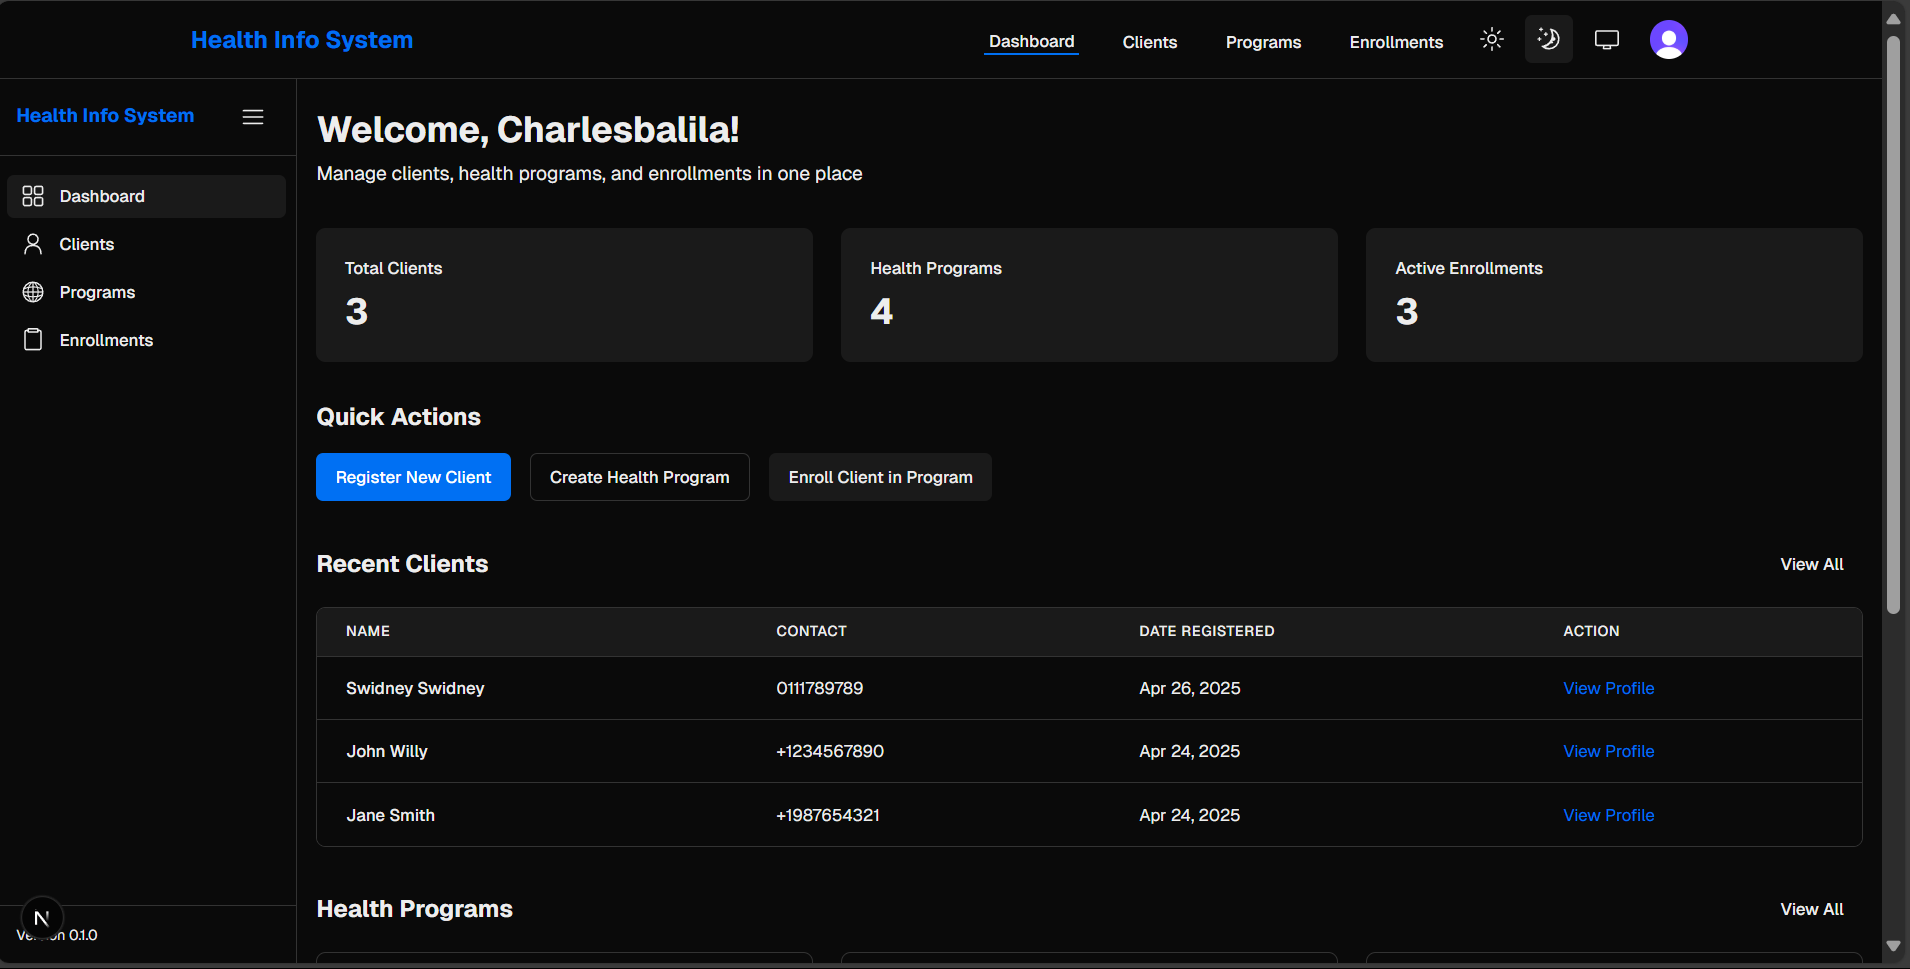 Health Info System
Dashboard Clients Programs Enrollments
Health Info System
Dashboard
Clients
Programs
Enrollments
Welcome, Charlesbalila!
Manage clients, health programs, and enrollments in one place
Total Clients
3
Health Programs
4
Active Enrollments
3
Quick Actions
Register New Client Create Health Program Enroll Client in Program
Recent Clients View All
NAME CONTACT DATE REGISTERED ACTION
Swidney Swidney 0111789789 Apr 26, 2025 View Profile
John Willy +1234567890 Apr 24, 2025 View Profile
Jane Smith +1987654321 Apr 24, 2025 View Profile
Health Programs View All
N
0.1.0